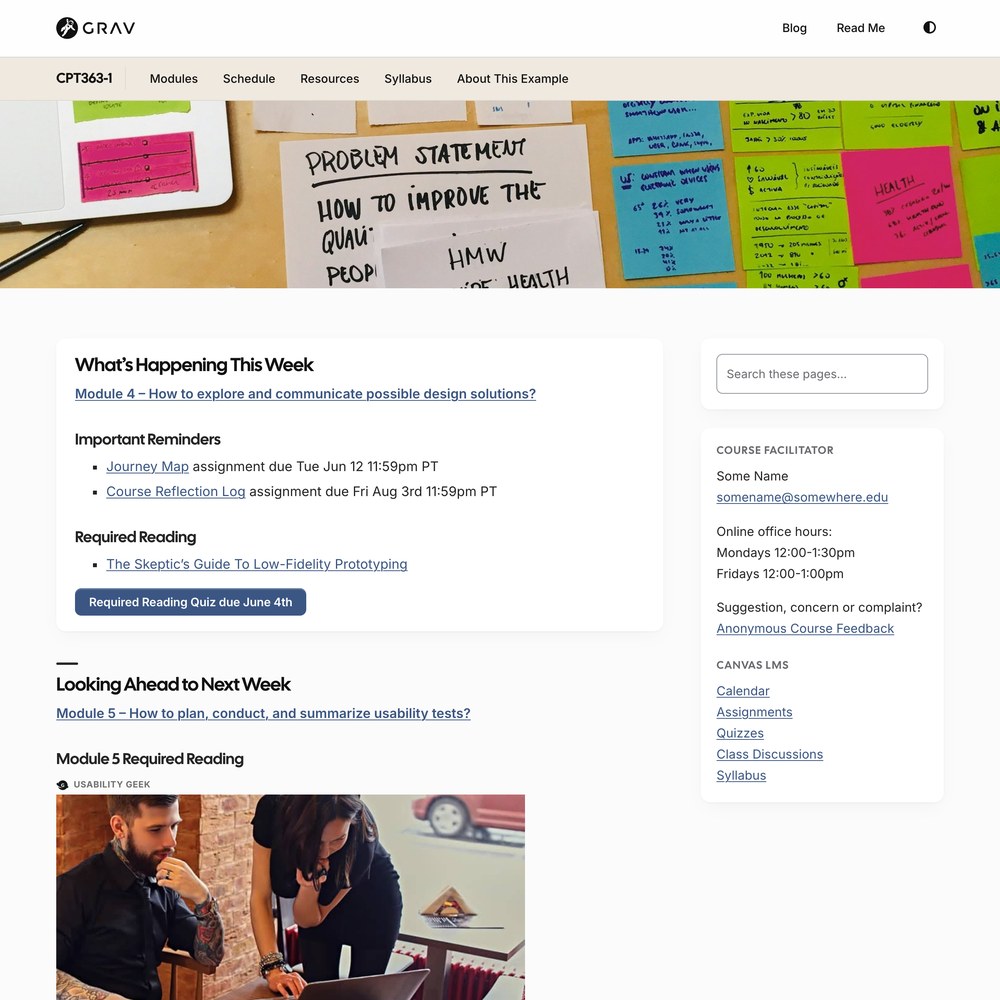 GRAV
Blog
Read Me
CPT363-1
Modules
Schedule
Resources
Syllabus
About This Example
PROBLEM STATEMENT
HOW TO IMPROVE THE
QUALI
PEOP
HMW
HEALTH
HEALTH
What's Happening This Week
Module 4 – How to explore and communicate possible design solutions?
Important Reminders
Journey Map assignment due Tue Jun 12 11:59pm PT
Course Reflection Log assignment due Fri Aug 3rd 11:59pm PT
Required Reading
The Skeptic's Guide To Low-Fidelity Prototyping
Required Reading Quiz due June 4th
Looking Ahead to Next Week
Module 5 – How to plan, conduct, and summarize usability tests?
Module 5 Required Reading
USABILITY GEEK
Search these pages...
COURSE FACILITATOR
Some Name
somename@somewhere.edu
Online office hours:
Mondays 12:00-1:30pm
Fridays 12:00-1:00pm
Suggestion, concern or complaint?
Anonymous Course Feedback
CANVAS LMS
Calendar
Assignments
Quizzes
Class Discussions
Syllabus